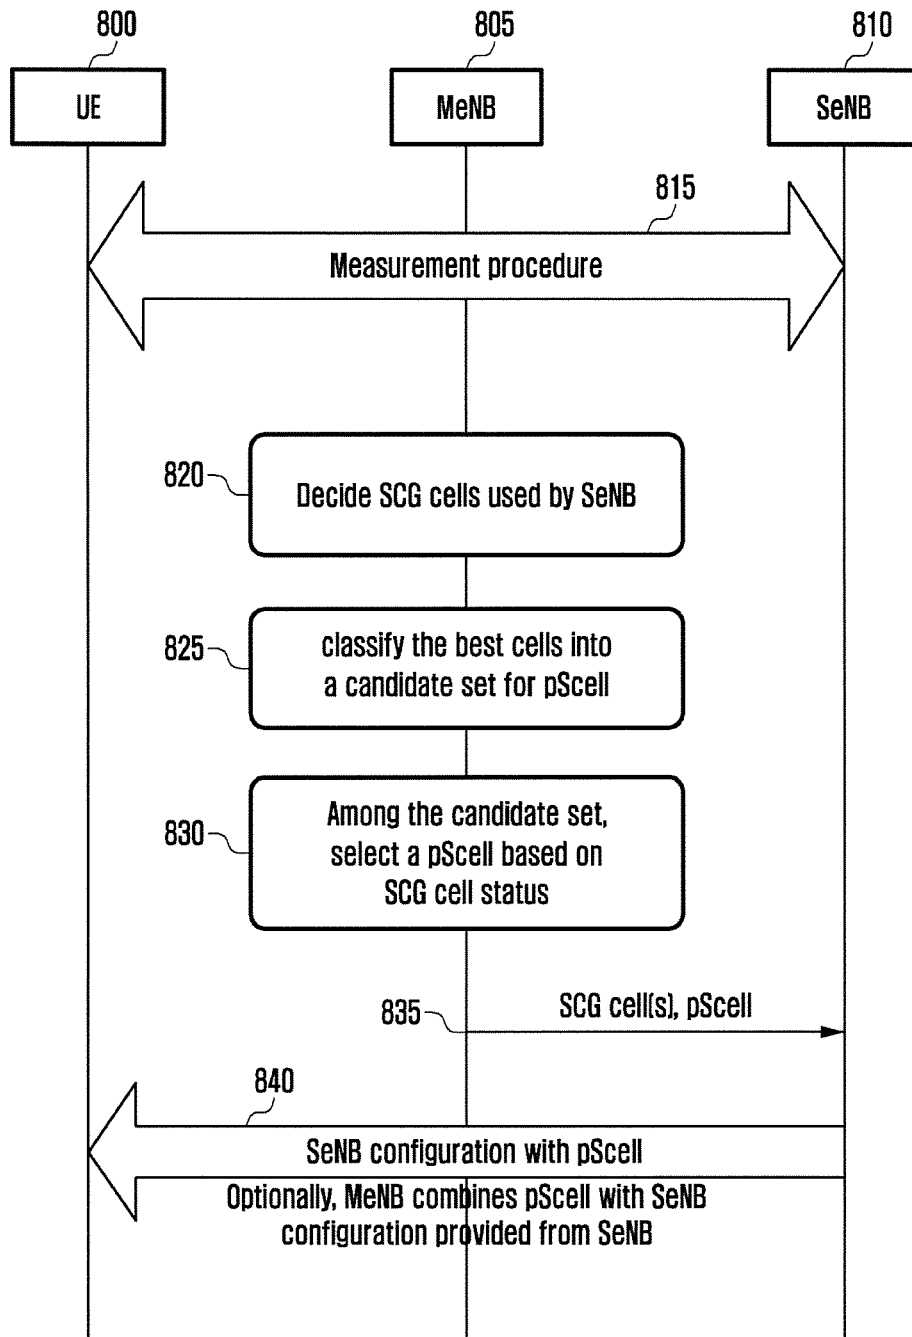 800
805
810
UE
MeNB
SeNB
815
Measurement procedure
820
Decide SCG cells used by SeNB
825
classify the best cells into
a candidate set for pScell
830
Among the candidate set,
select a pScell based on
SCG cell status
835
SCG cell(s), pScell
840
SeNB configuration with pScell
Optionally, MeNB combines pScell with SeNB
configuration provided from SeNB